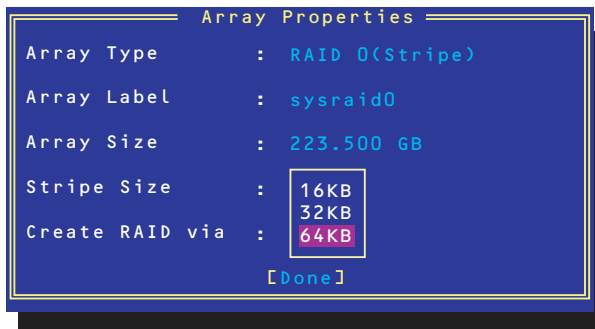 Array Properties
Array Type : RAID 0(Stripe)
Array Label : sysraid0
Array Size : 223.500 GB
Stripe Size : 16KB
32KB
Create RAID via : 64KB
[Done]